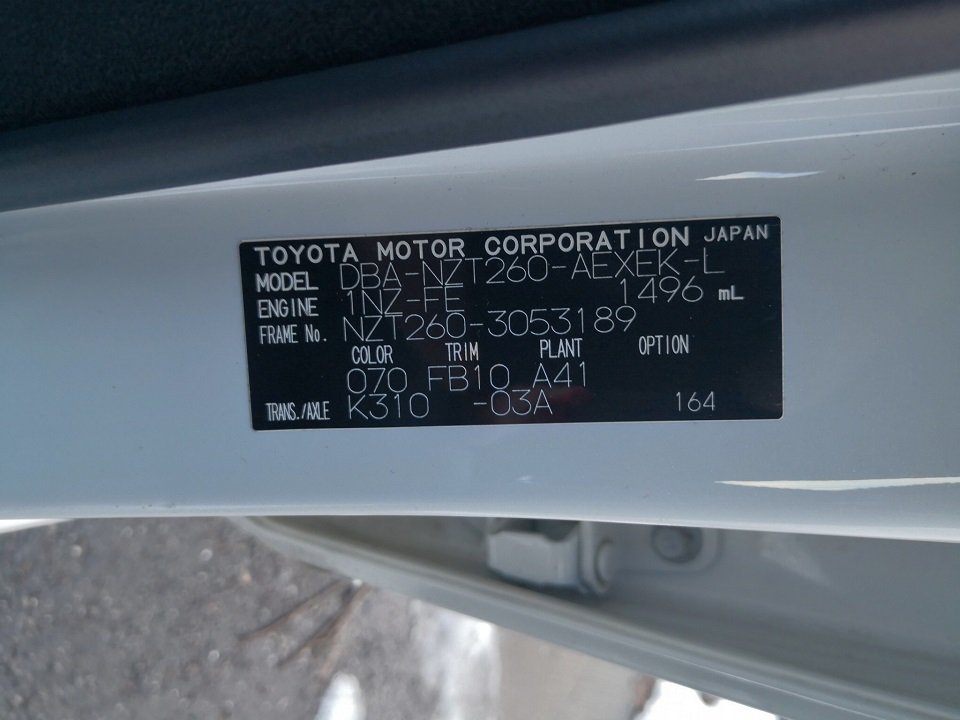 TOYOTA MOTOR CORPORATION JAPAN
MODEL DBA-NZT260-AEXEK-L
ENGINE 1NZ-FE 1496 mL
FRAME No. NZT260-3053189
COLOR TRIM PLANT OPTION
070 FB10 A41
TRANS./AXLE K310 -03A 164